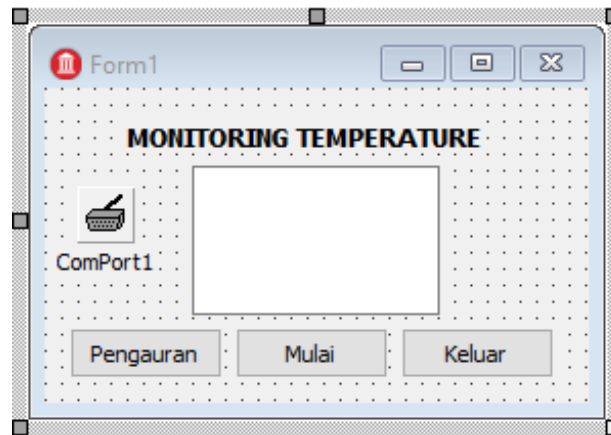 Form1
MONITORING TEMPERATURE
ComPort1
Pengauran Mulai Keluar